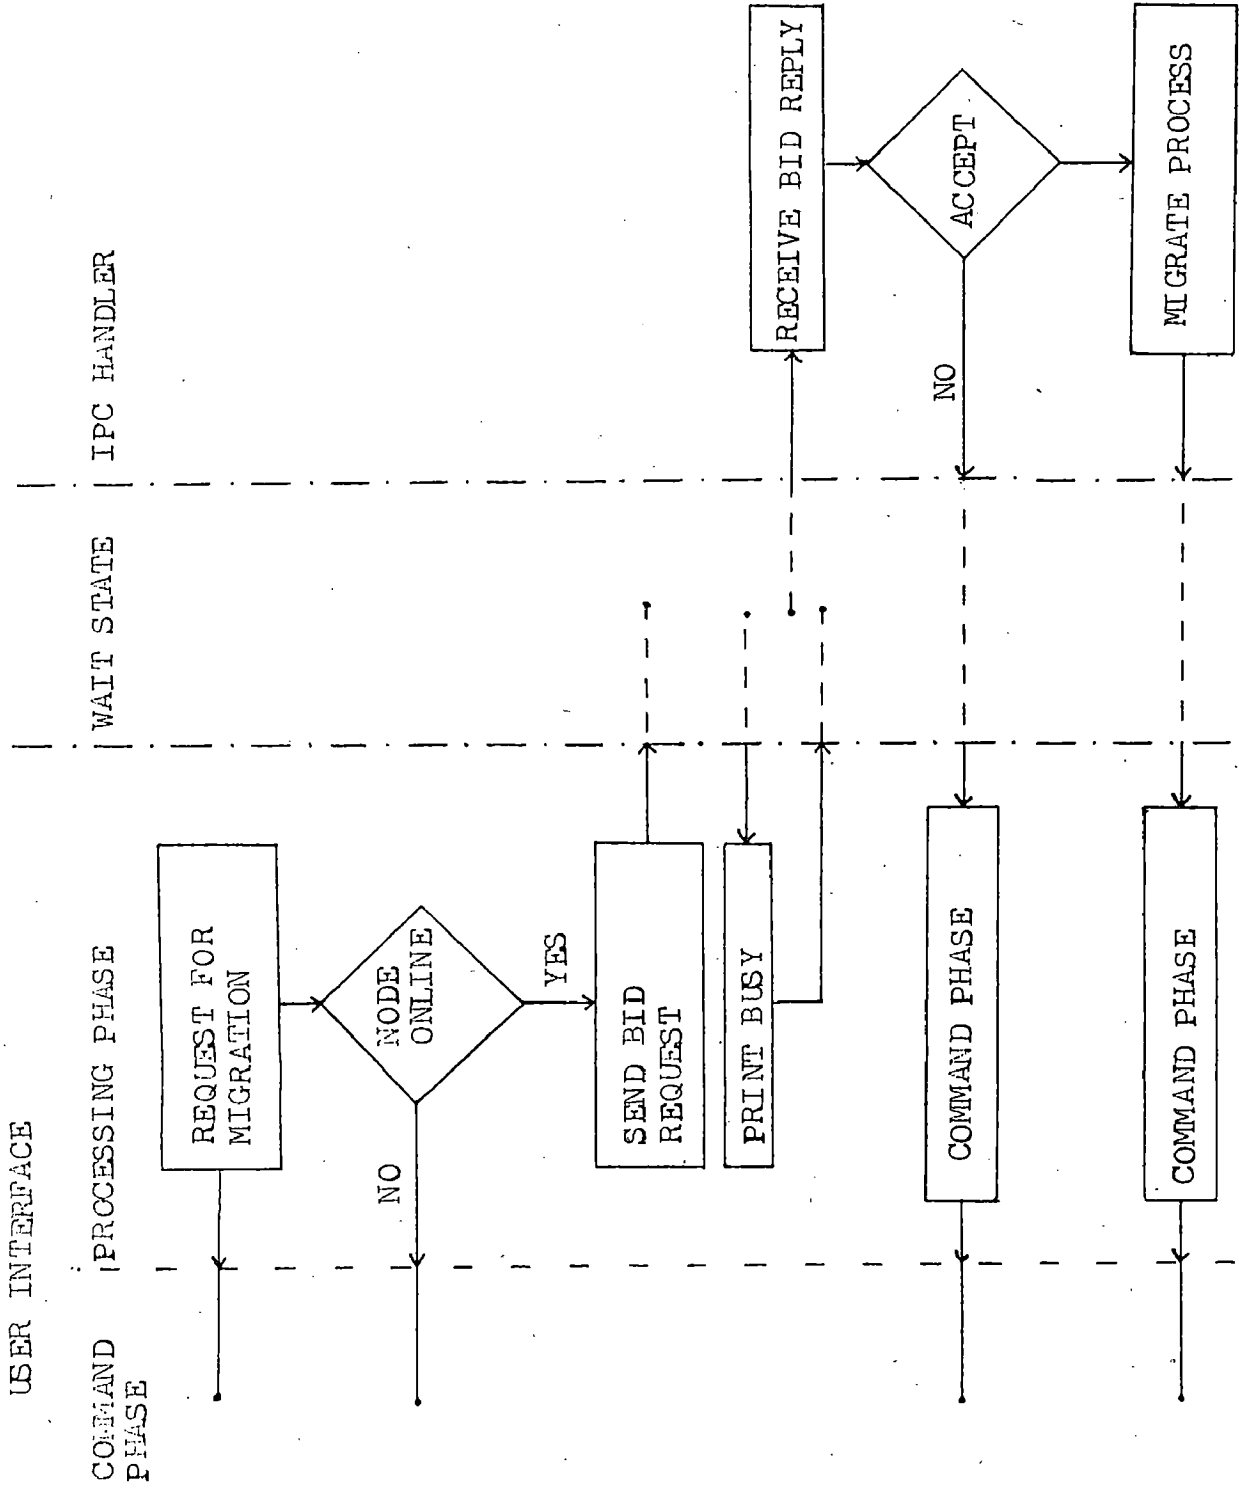 USER INTERFACE
COMMAND
PHASE
PROCESSING PHASE
WAIT STATE
IPC HANDLER
REQUEST FOR
MIGRATION
NODE
ONLINE
NO
YES
SEND BID
REQUEST
PRINT BUSY
RECEIVE BID REPLY
ACCEPT
NO
COMMAND PHASE
MIGRATE PROCESS
COMMAND PHASE